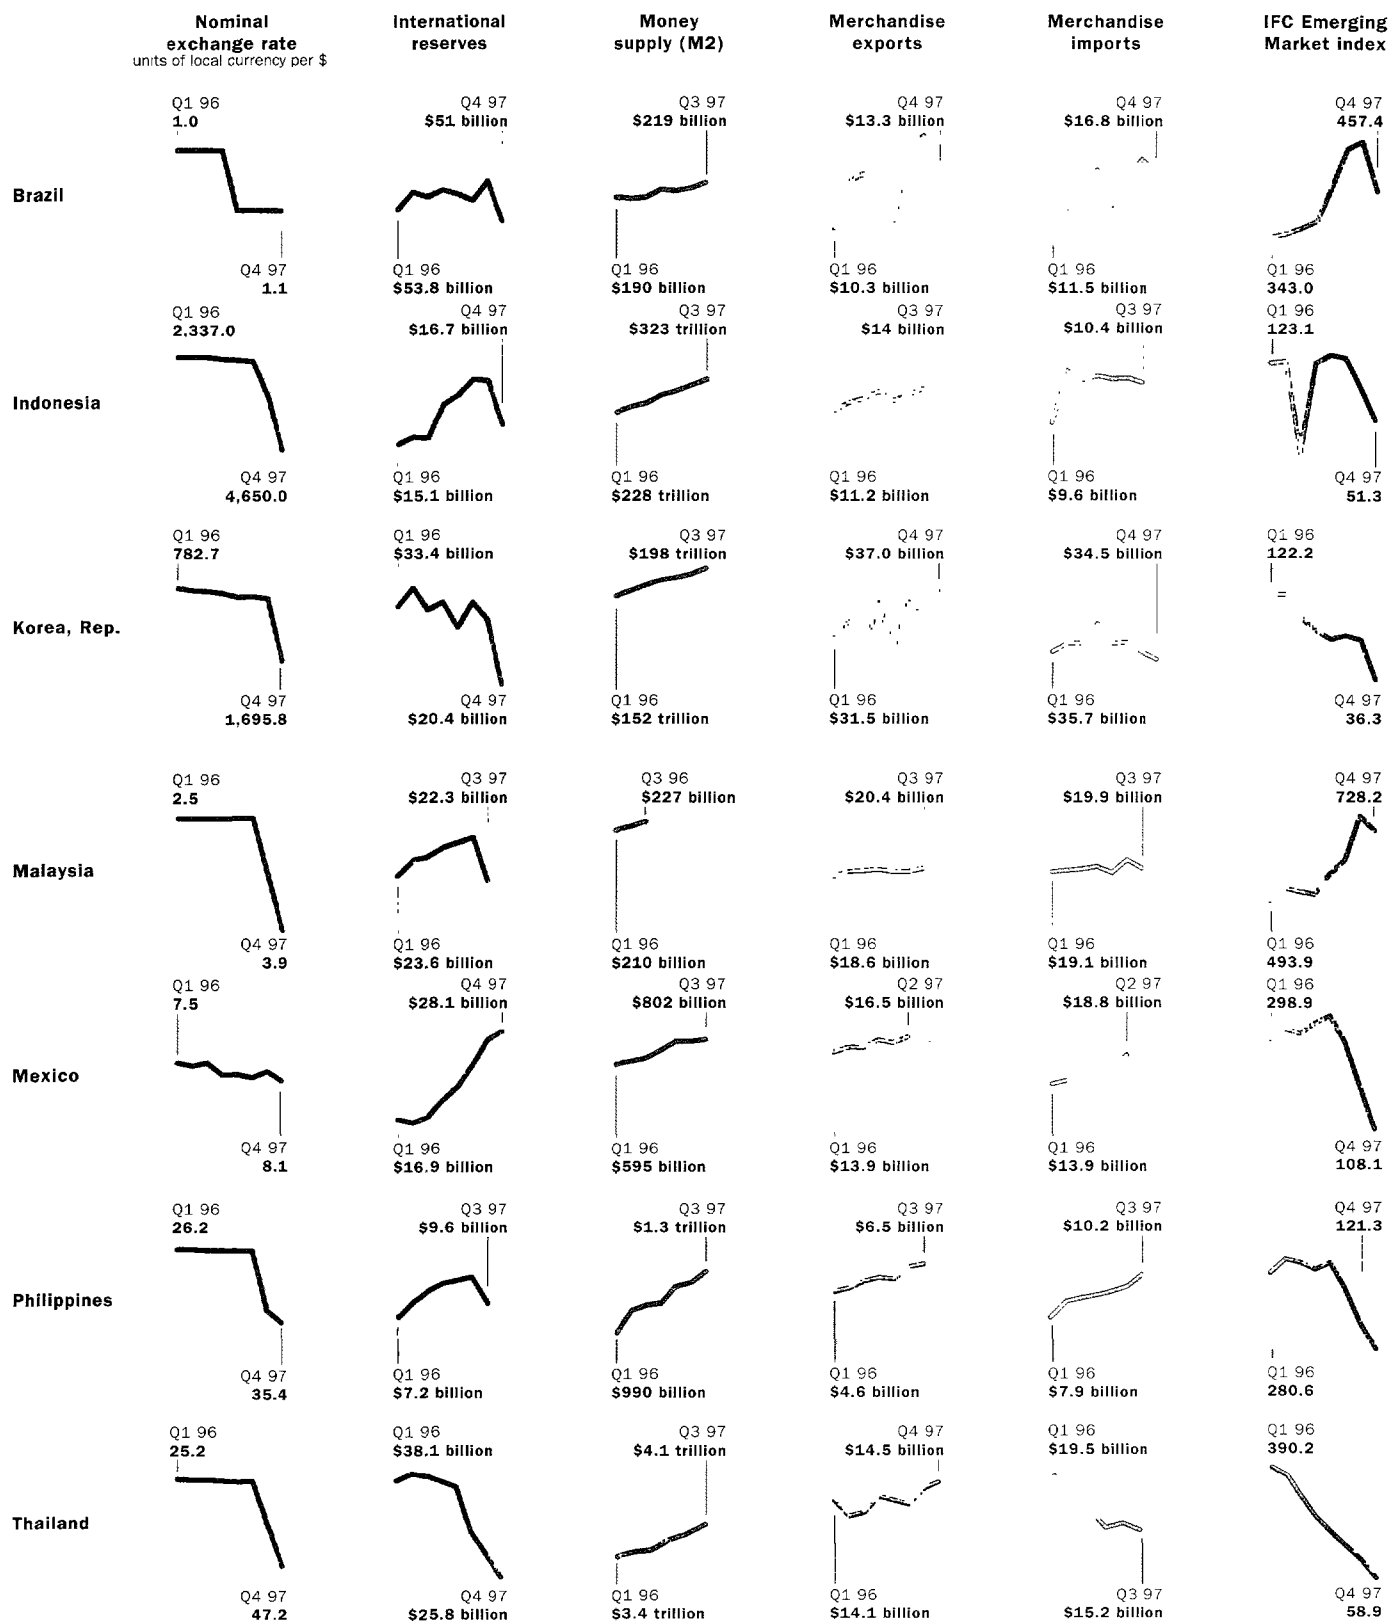 Nominal
exchange rate
units of local currency per $
International
reserves
Money
supply (M2)
Merchandise
exports
Merchandise
imports
IFC Emerging
Market index
Brazil
Q1 96
1.0
Q4 97
1.1
Q4 97
$51 billion
Q1 96
$53.8 billion
Q3 97
$219 billion
Q1 96
$190 billion
Q4 97
$13.3 billion
Q1 96
$10.3 billion
Q4 97
$16.8 billion
Q1 96
$11.5 billion
Q4 97
457.4
Q1 96
343.0
Indonesia
Q1 96
2,337.0
Q4 97
4,650.0
Q4 97
$16.7 billion
Q1 96
$15.1 billion
Q3 97
$323 trillion
Q1 96
$228 trillion
Q3 97
$14 billion
Q1 96
$11.2 billion
Q3 97
$10.4 billion
Q1 96
$9.6 billion
Q1 96
123.1
Q4 97
51.3
Korea, Rep.
Q1 96
782.7
Q4 97
1,695.8
Q1 96
$33.4 billion
Q4 97
$20.4 billion
Q3 97
$198 trillion
Q1 96
$152 trillion
Q4 97
$37.0 billion
Q1 96
$31.5 billion
Q4 97
$34.5 billion
Q1 96
$35.7 billion
Q1 96
122.2
Q4 97
36.3
Malaysia
Q1 96
2.5
Q4 97
3.9
Q3 97
$22.3 billion
Q1 96
$23.6 billion
Q3 96
$227 billion
Q1 96
$210 billion
Q3 97
$20.4 billion
Q1 96
$18.6 billion
Q3 97
$19.9 billion
Q1 96
$19.1 billion
Q4 97
728.2
Q1 96
493.9
Mexico
Q1 96
7.5
Q4 97
8.1
Q4 97
$28.1 billion
Q1 96
$16.9 billion
Q3 97
$802 billion
Q1 96
$595 billion
Q2 97
$16.5 billion
Q1 96
$13.9 billion
Q2 97
$18.8 billion
Q1 96
$13.9 billion
Q1 96
298.9
Q4 97
108.1
Philippines
Q1 96
26.2
Q4 97
35.4
Q3 97
$9.6 billion
Q1 96
$7.2 billion
Q3 97
$1.3 trillion
Q1 96
$990 billion
Q3 97
$6.5 billion
Q1 96
$4.6 billion
Q3 97
$10.2 billion
Q1 96
$7.9 billion
Q4 97
121.3
Q1 96
280.6
Thailand
Q1 96
25.2
Q4 97
47.2
Q1 96
$38.1 billion
Q4 97
$25.8 billion
Q3 97
$4.1 trillion
Q1 96
$3.4 trillion
Q4 97
$14.5 billion
Q1 96
$14.1 billion
Q1 96
$19.5 billion
Q3 97
$15.2 billion
Q1 96
390.2
Q4 97
58.9